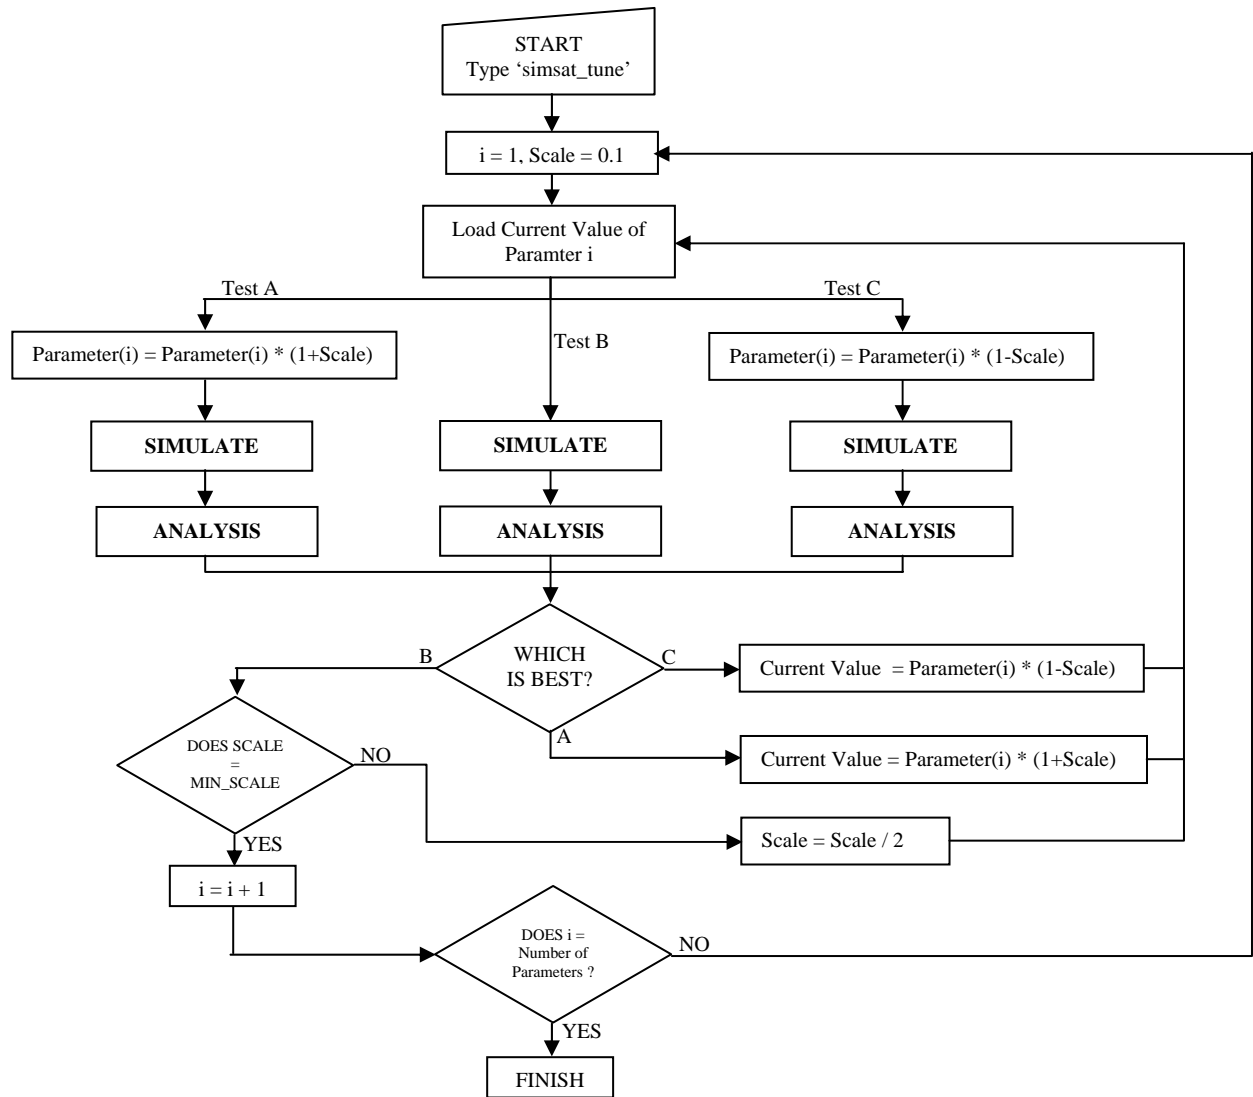 START
Type ‘simsat_tune’
i = 1, Scale = 0.1
Load Current Value of
Paramter i
Test A
Test C
Test B
Parameter(i) = Parameter(i) * (1+Scale)
Parameter(i) = Parameter(i) * (1-Scale)
SIMULATE
SIMULATE
SIMULATE
ANALYSIS
ANALYSIS
ANALYSIS
B
WHICH
IS BEST?
C
Current Value  = Parameter(i) * (1-Scale)
A
Current Value = Parameter(i) * (1+Scale)
DOES SCALE
=
MIN_SCALE
NO
Scale = Scale / 2
YES
i = i + 1
DOES i =
Number of
Parameters ?
NO
YES
FINISH